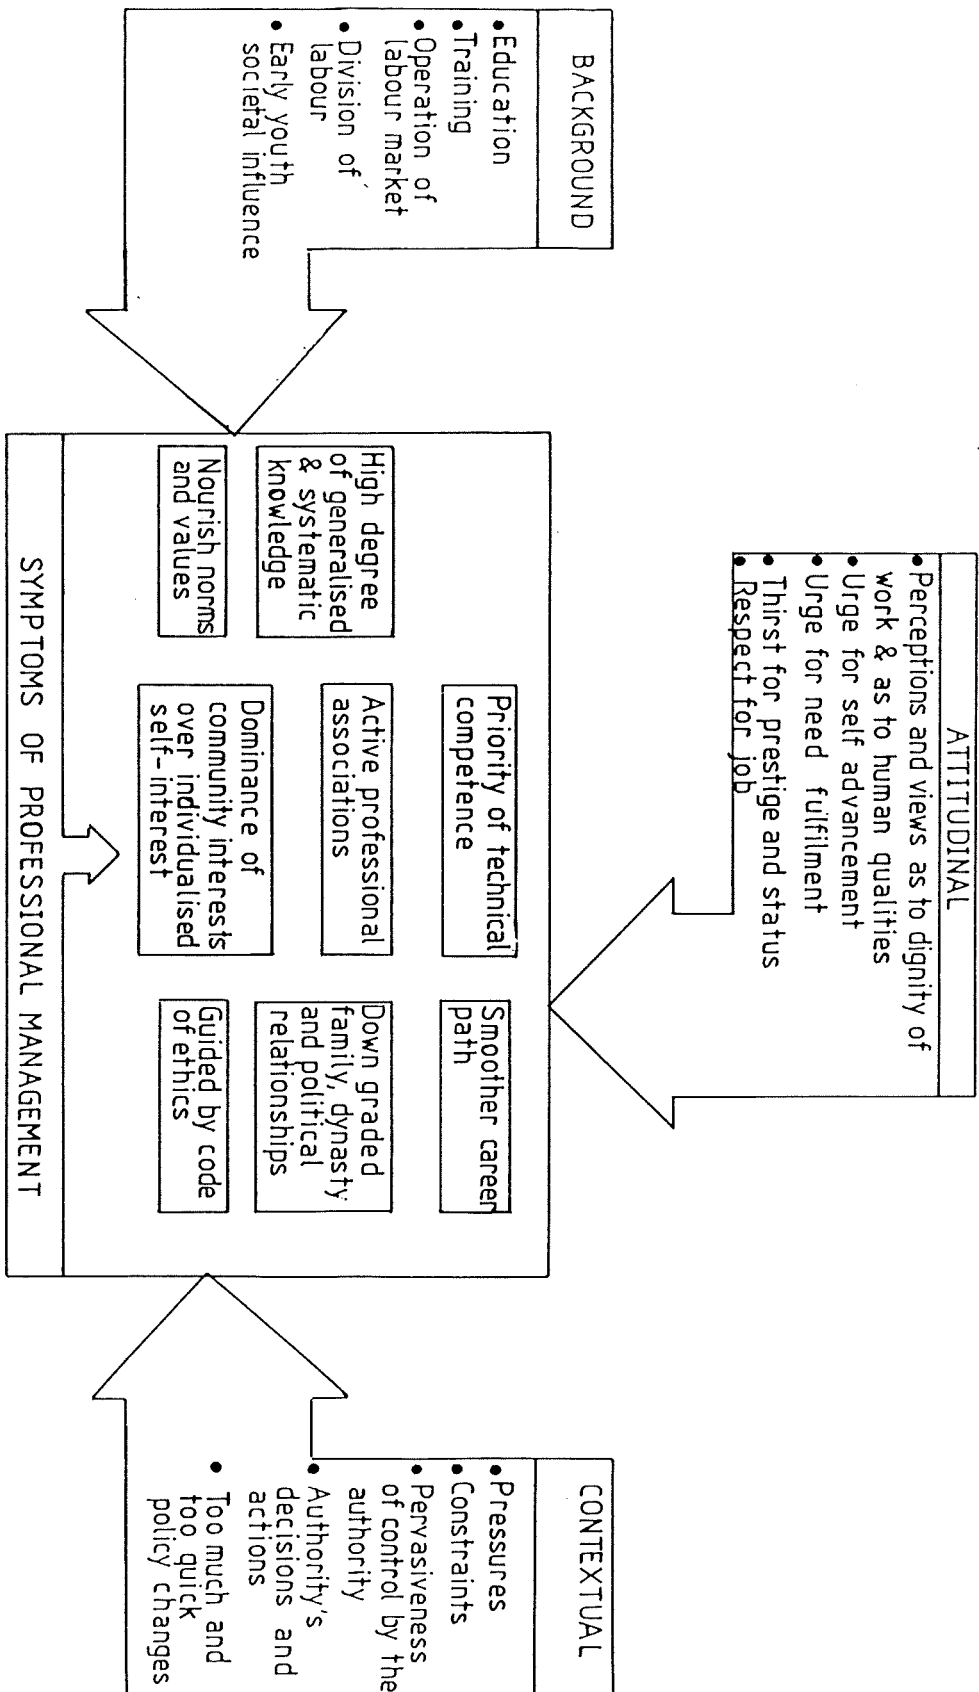 ATTITUDINAL
• Perceptions and views as to dignity of
work & as to human qualities
• Urge for self advancement
• Urge for need fulfilment
• Thirst for prestige and status
• Respect for job
BACKGROUND
• Education
• Training
• Operation of
labour market
• Division of
labour
• Early youth
societal influence
Priority of technical
competence
Smoother career
path
High degree
of generalised
& systematic
knowledge
Active professional
associations
Down graded
family, dynasty
and political
relationships
Nourish norms
and values
Dominance of
community interests
over individualised
self-interest
Guided by code
of ethics
SYMPTOMS OF PROFESSIONAL MANAGEMENT
CONTEXTUAL
• Pressures
• Constraints
• Pervasiveness
of control by the
authority
• Authority's
decisions and
actions
• Too much and
too quick
policy changes